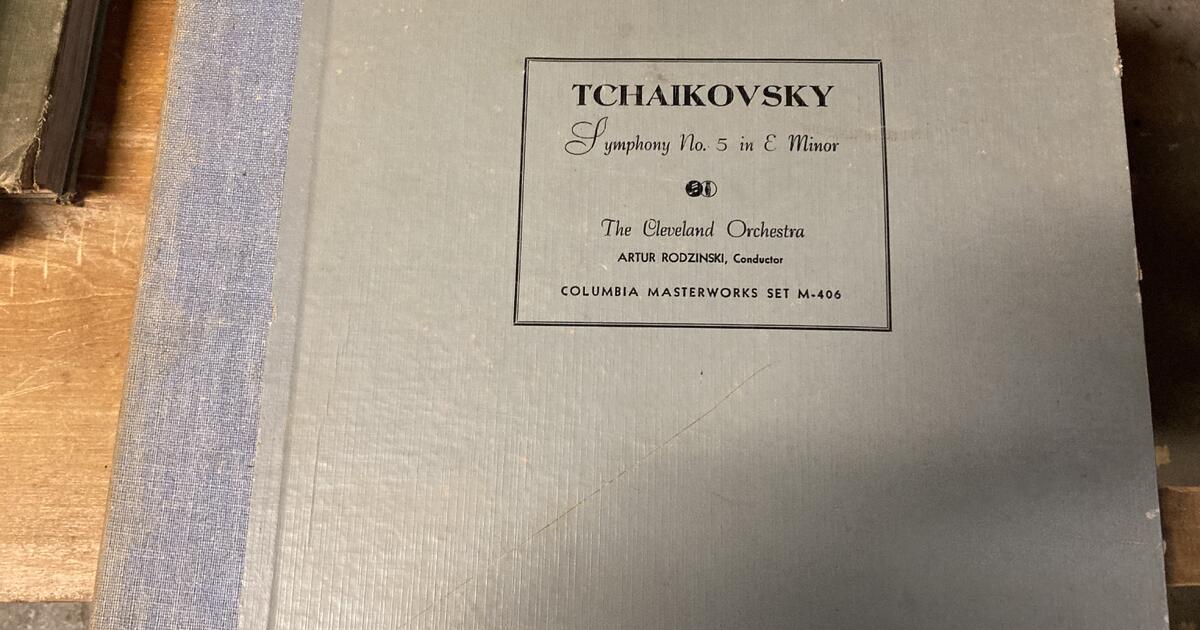 TCHAIKOVSKY
Symphony No. 5 in E Minor
The Cleveland Orchestra
ARTUR RODZINSKI, Conductor
COLUMBIA MASTERWORKS SET M-406